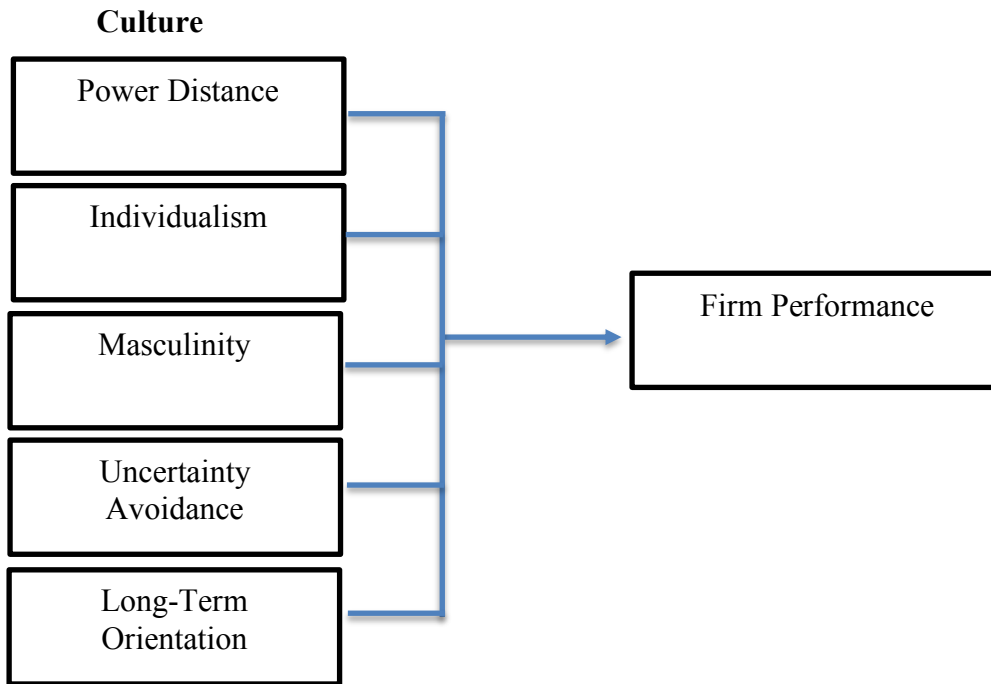 Culture
Power Distance
Individualism
Masculinity
Uncertainty
Avoidance
Long-Term
Orientation
Firm Performance